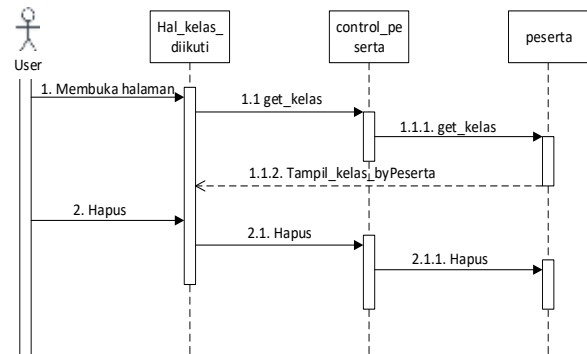 User
Hal_kelas_
diikuti
control_pe
serta
peserta
1. Membuka halaman
1.1 get_kelas
1.1.1. get_kelas
1.1.2. Tampil_kelas_byPeserta
2. Hapus
2.1. Hapus
2.1.1. Hapus